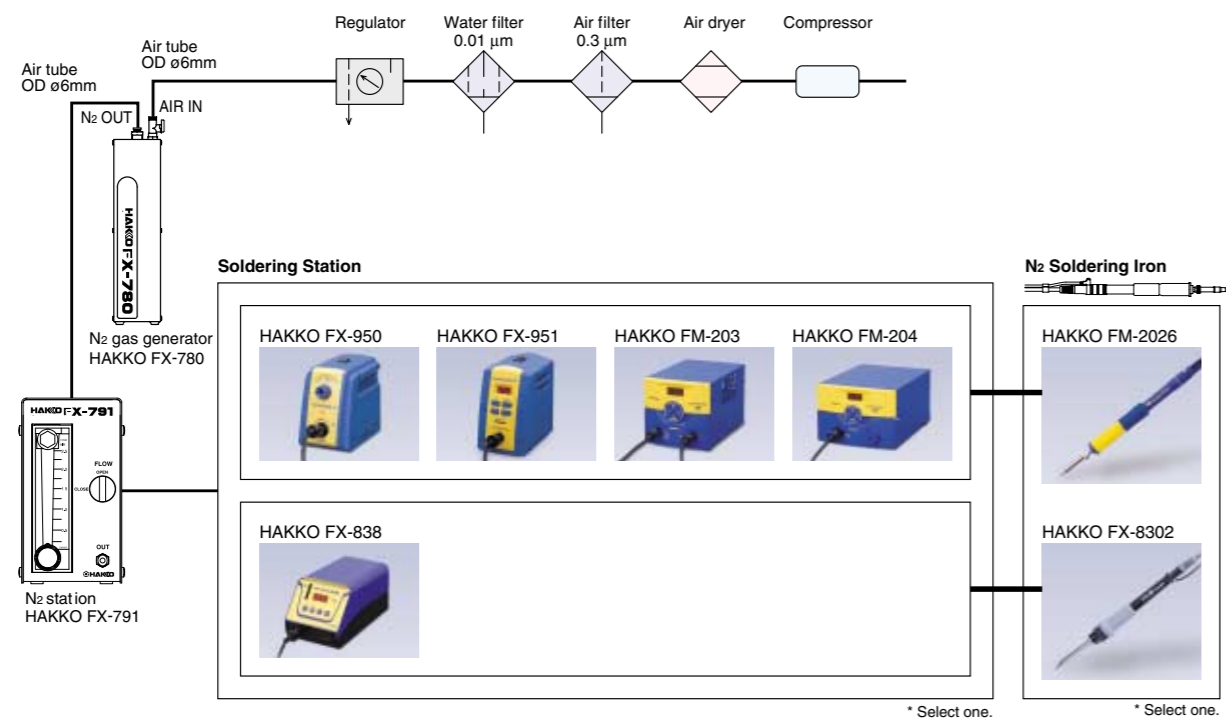 Regulator
Water filter
0.01 µm
Air filter
0.3 µm
Air dryer
Compressor
Air tube
OD ø6mm
Air tube
OD ø6mm
N2 OUT
AIR IN
HAKKO FX-780
N2 gas generator
HAKKO FX-780
Soldering Station
N2 Soldering Iron
HAKKO FX-950
HAKKO FX-951
HAKKO FM-203
HAKKO FM-204
HAKKO FM-2026
HAKKO FX-791
FLOW
OPEN
CLOSE
OUT
HAKKO
N2 station
HAKKO FX-791
HAKKO FX-838
HAKKO FX-8302
* Select one.
* Select one.